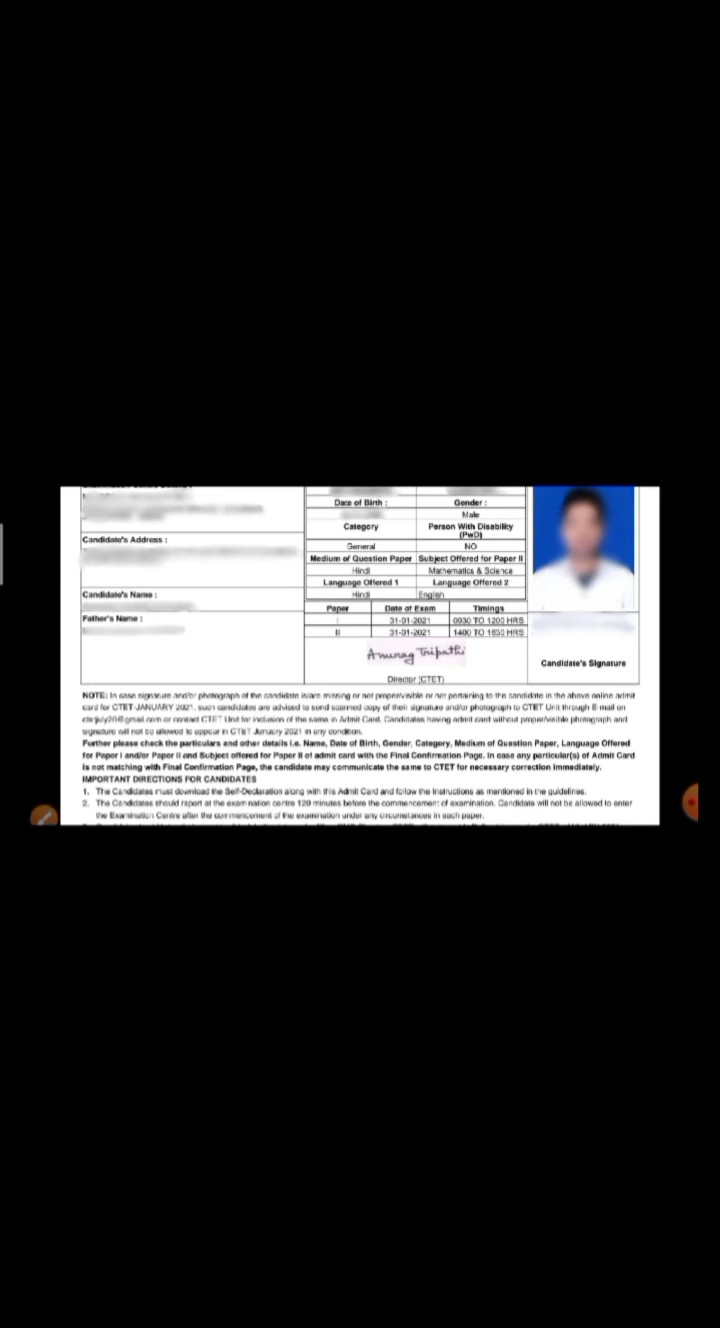 Date of Birth :
Gender :
Male
Category
Person With Disability
(PwD)
Candidate's Address :
General
NO
Medium of Question Paper
Subject Offered for Paper II
Hindi
Mathematics & Science
Language Offered 1
Language Offered 2
Candidate's Name :
Hindi
English
Paper
Date of Exam
Timings
Father's Name :
I
31-01-2021
0930 TO 1200 HRS
II
31-01-2021
1400 TO 1630 HRS
Anurag Tripathi
Candidate's Signature
Director (CTET)
NOTE: In case signature and/or photograph of the candidate is/are missing or not proper/visible or not pertaining to the candidate in the above online admit
card for CTET-JANUARY 2021, such candidates are advised to send scanned copy of their signature and/or photograph to CTET Unit through E-mail on
gmail.com or contact CTET Unit for inclusion of the same in Admit Card. Candidates having admit card without proper/visible photograph and
signature will not be allowed to appear in CTET January 2021 in any condition.
Further please check the particulars and other details i.e. Name, Date of Birth, Gender, Category, Medium of Question Paper, Language Offered
for Paper I and/or Paper II and Subject offered for Paper II of admit card with the Final Confirmation Page. In case any particular(s) of Admit Card
is not matching with Final Confirmation Page, the candidate may communicate the same to CTET for necessary correction immediately.
IMPORTANT DIRECTIONS FOR CANDIDATES
1. The Candidates must download the Self-Declaration along with this Admit Card and follow the Instructions as mentioned in the guidelines.
2. The Candidates should report at the examination centre 120 minutes before the commencement of examination. Candidate will not be allowed to enter
the Examination Centre after the commencement of the examination under any circumstances in each paper.